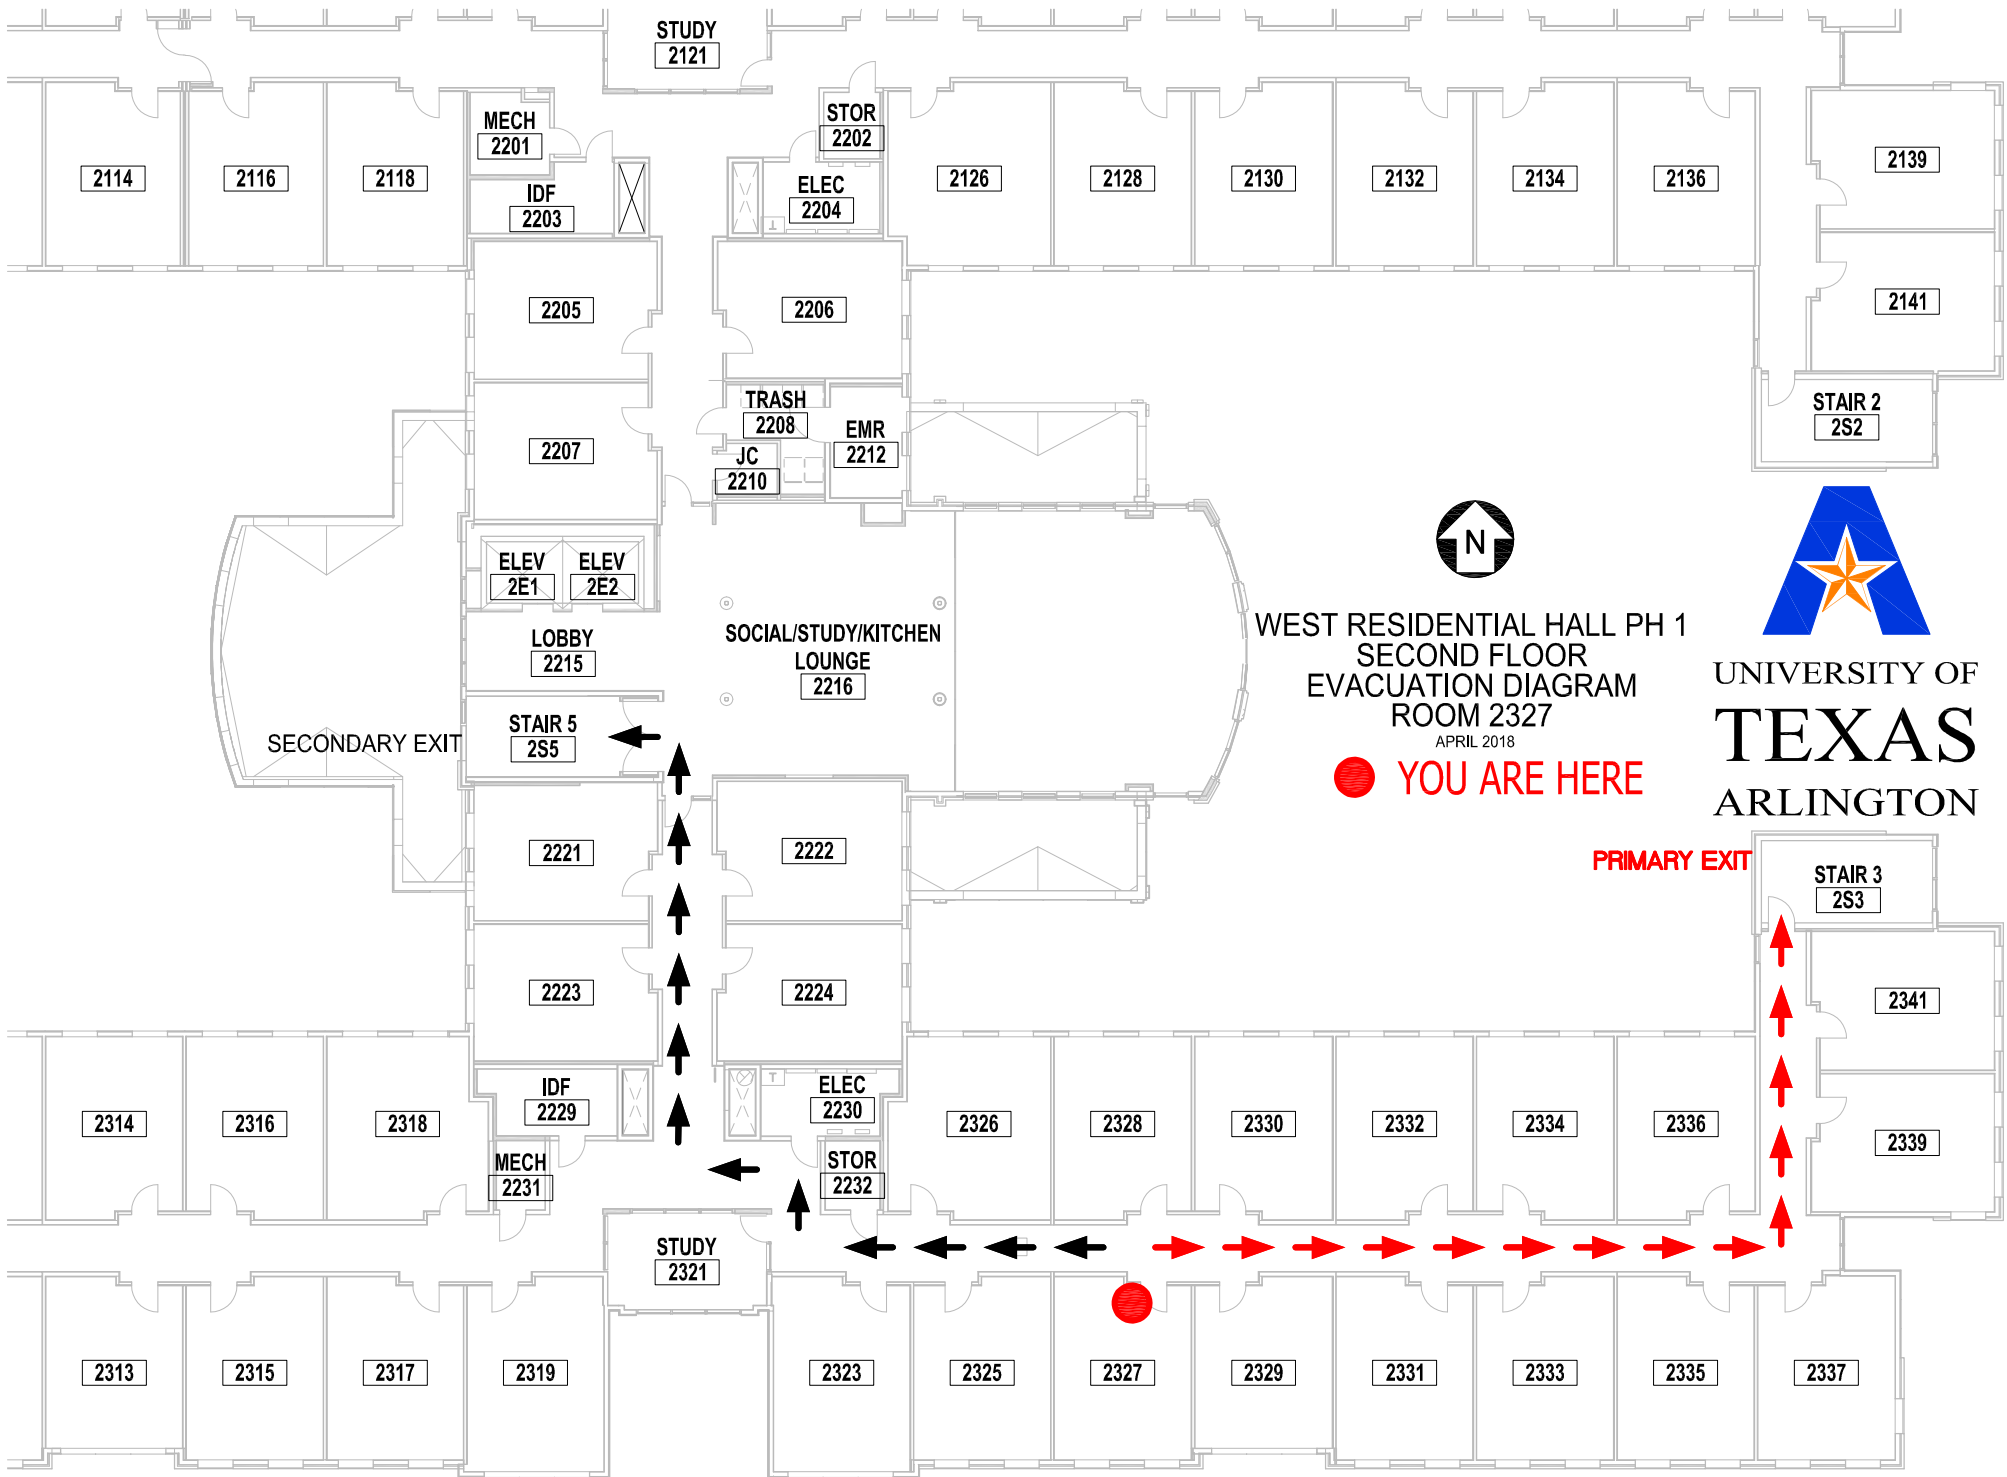 STUDY
2121
MECH
2201
STOR
2202
2114
2116
2118
IDF
2203
ELEC
2204
T
2126
2128
2130
2132
2134
2136
2139
2141
2205
2206
2207
TRASH
2208
JC
2210
EMR
2212
STAIR 2
2S2
ELEV
2E1
ELEV
2E2
LOBBY
2215
SOCIAL/STUDY/KITCHEN
LOUNGE
2216
N
WEST RESIDENTIAL HALL PH 1
SECOND FLOOR
EVACUATION DIAGRAM
ROOM 2327
APRIL 2018
YOU ARE HERE
UNIVERSITY OF
TEXAS
ARLINGTON
SECONDARY EXIT
STAIR 5
2S5
PRIMARY EXIT
STAIR 3
2S3
2221
2222
2223
2224
2341
2339
IDF
2229
T
ELEC
2230
MECH
2231
STOR
2232
2314
2316
2318
2326
2328
2330
2332
2334
2336
STUDY
2321
2313
2315
2317
2319
2323
2325
2327
2329
2331
2333
2335
2337